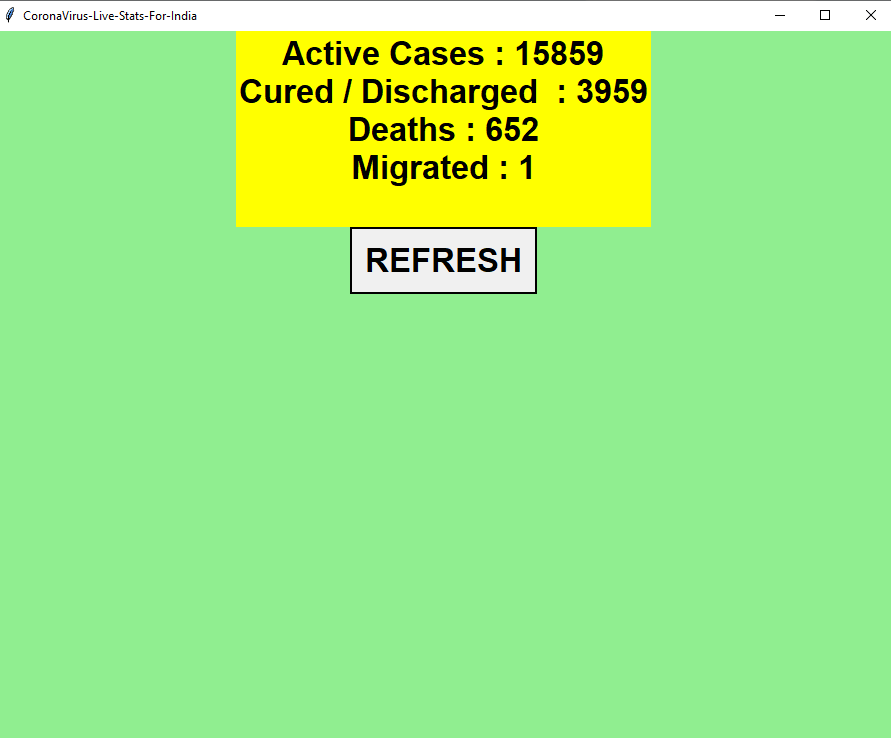 CoronaVirus-Live-Stats-For-India
Active Cases : 15859
Cured / Discharged  : 3959
Deaths : 652
Migrated : 1
REFRESH